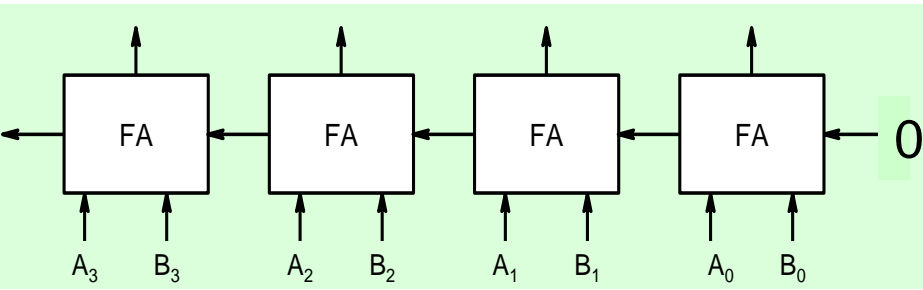 FA FA FA FA 0
A₃ B₃ A₂ B₂ A₁ B₁ A₀ B₀